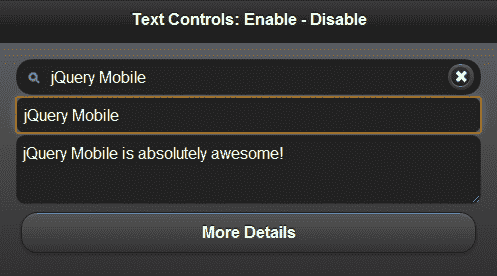 Text Controls: Enable - Disable
jQuery Mobile
jQuery Mobile
jQuery Mobile is absolutely awesome!
More Details